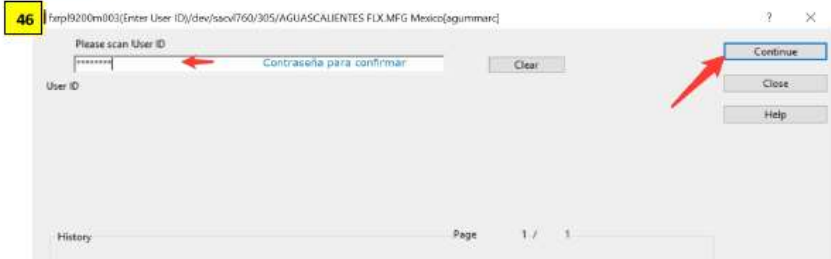 46
fxrpl9200m003(Enter User ID)/dev/sacvl760/305/AGUASCALIENTES FLX.MFG Mexico[agummarc]
? ×
Please scan User ID
********
Contraseña para confirmar
Clear
Continue
User ID
Close
Help
History
Page 1 / 1